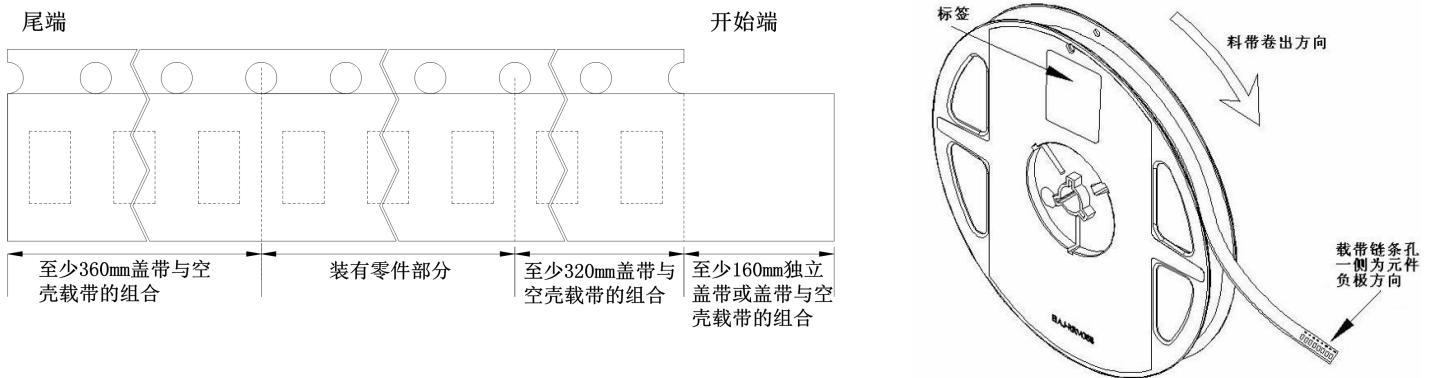 尾端
开始端
至少360mm盖带与空
壳载带的组合
装有零件部分
至少320mm盖带与
空壳载带的组合
至少160mm独立
盖带或盖带与空
壳载带的组合
标签
料带卷出方向
载带链条孔
一侧为元件
负极方向